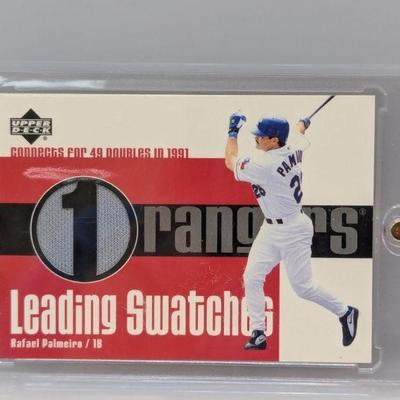 UPPER DECK
connects for 49 doubles in 1991
1
rangers®
Leading Swatches
Rafael Palmeiro / 1B